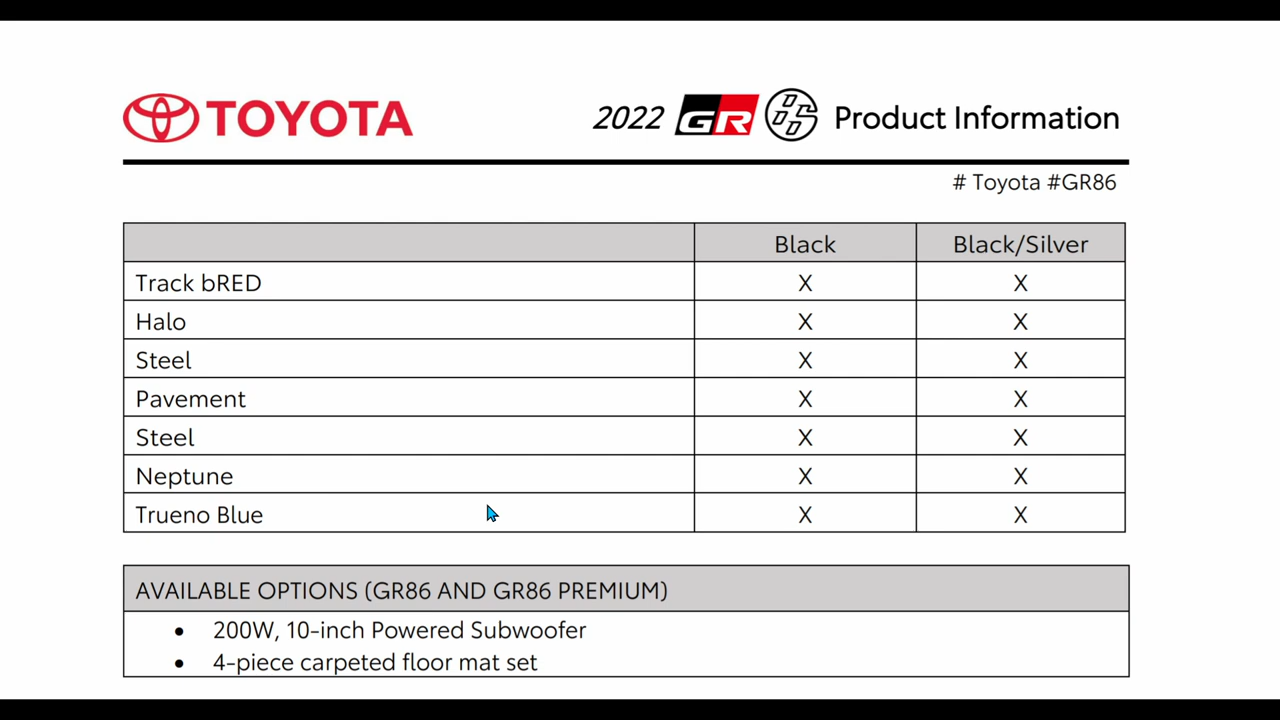 TOYOTA 2022 GR 86 Product Information
# Toyota #GR86
Black Black/Silver
Track bRED X X
Halo X X
Steel X X
Pavement X X
Steel X X
Neptune X X
Trueno Blue X X
AVAILABLE OPTIONS (GR86 AND GR86 PREMIUM)
• 200W, 10-inch Powered Subwoofer
• 4-piece carpeted floor mat set